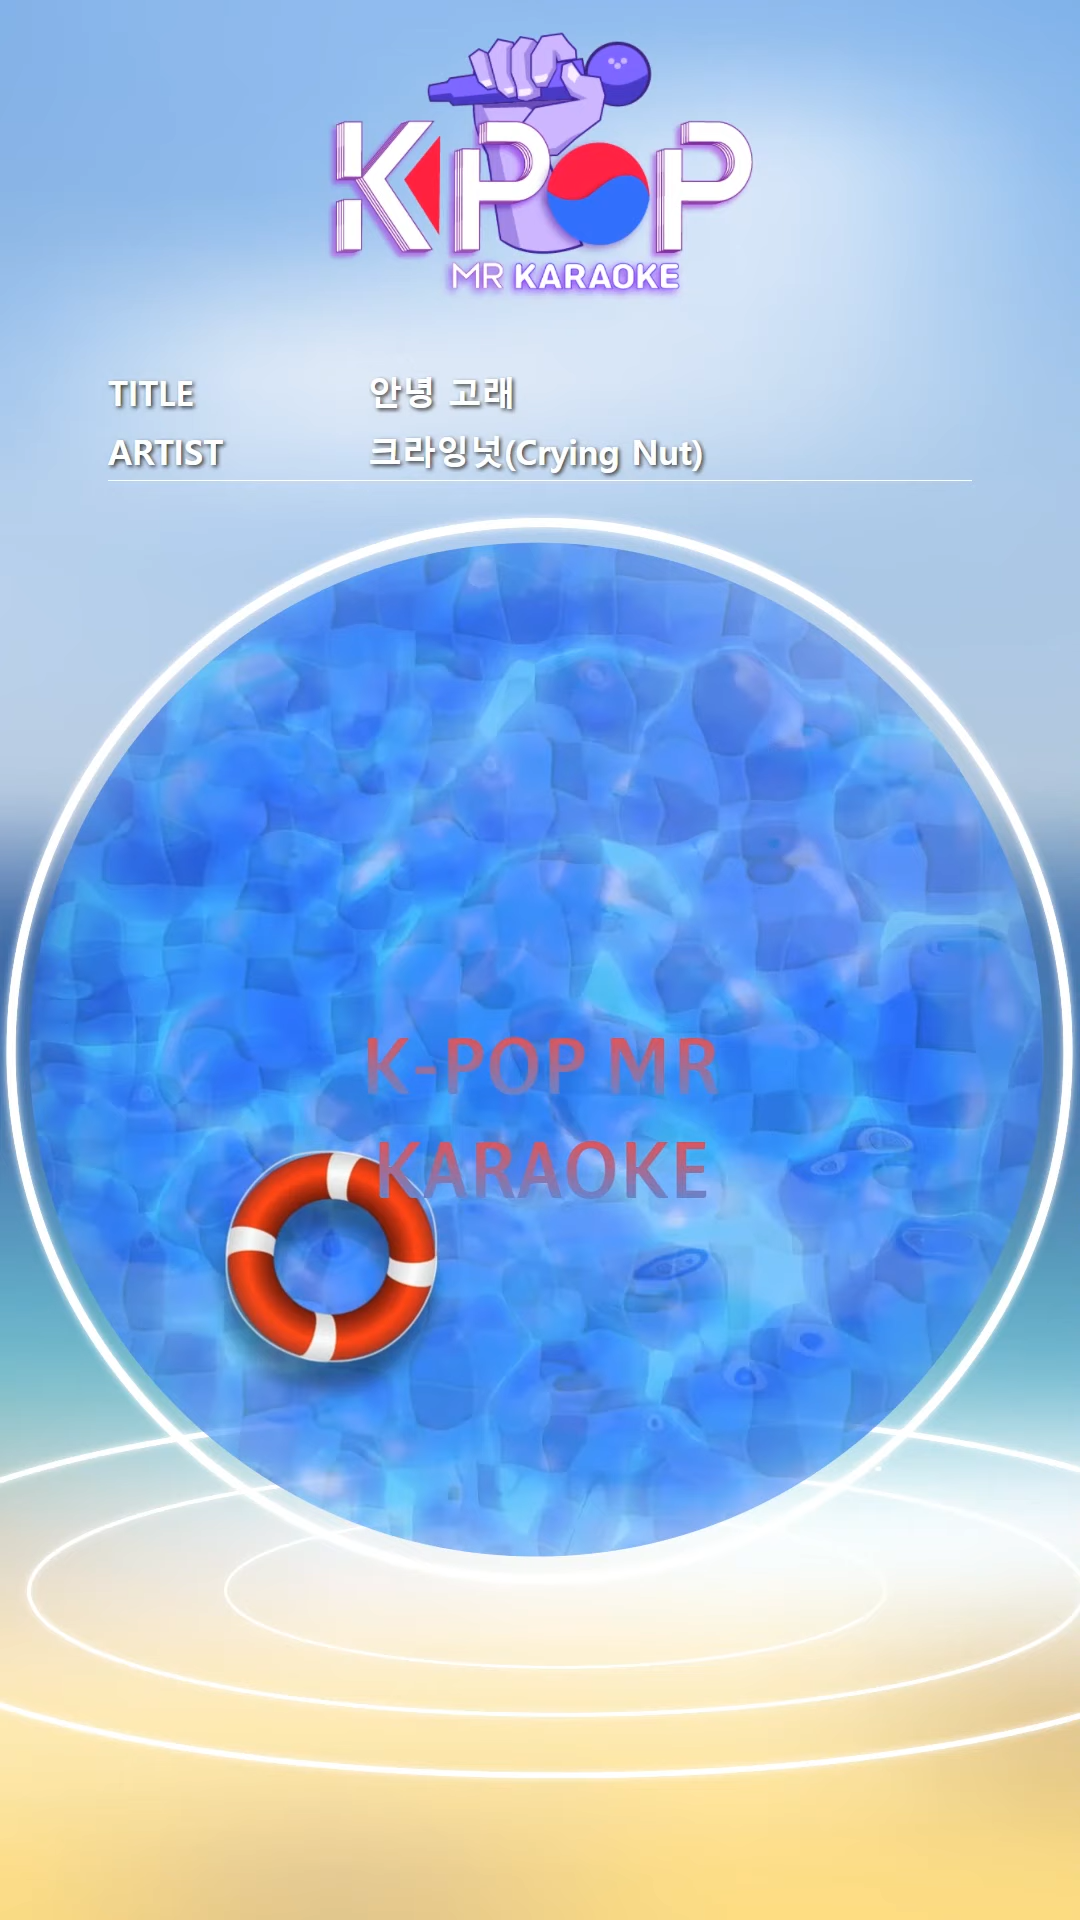 KPOP
MR KARAOKE
TITLE 안녕 고래
ARTIST 크라잉넛(Crying Nut)
K-POP MR
KARAOKE